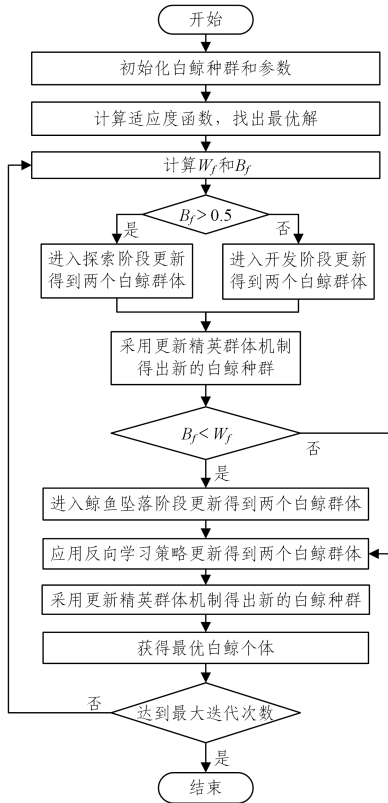 开始
初始化白鲸种群和参数
计算适应度函数，找出最优解
计算Wf和Bf
Bf > 0.5
是
否
进入探索阶段更新
得到两个白鲸群体
进入开发阶段更新
得到两个白鲸群体
采用更新精英群体机制
得出新的白鲸种群
Bf < Wf
否
是
进入鲸鱼坠落阶段更新得到两个白鲸群体
应用反向学习策略更新得到两个白鲸群体
采用更新精英群体机制得出新的白鲸种群
获得最优白鲸个体
否
达到最大迭代次数
是
结束